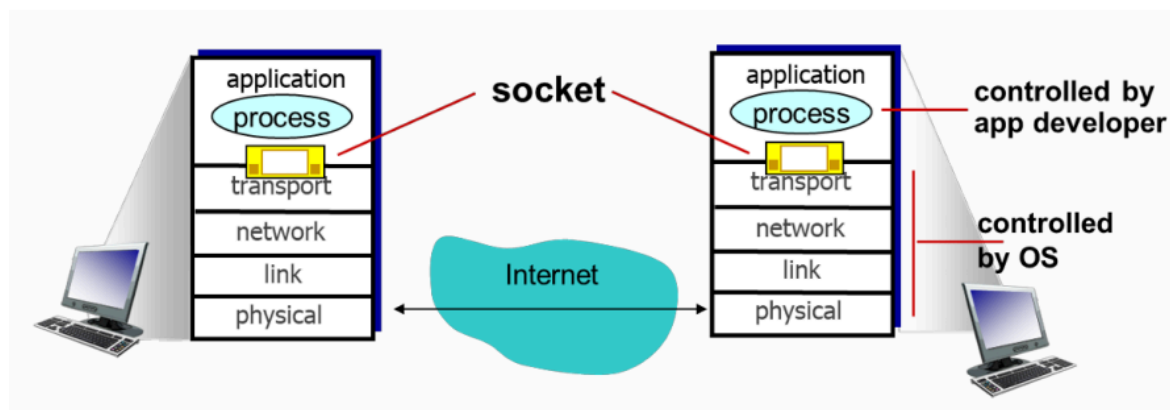 application
process
transport
network
link
physical
socket
Internet
application
process
transport
network
link
physical
controlled by
app developer
controlled
by OS